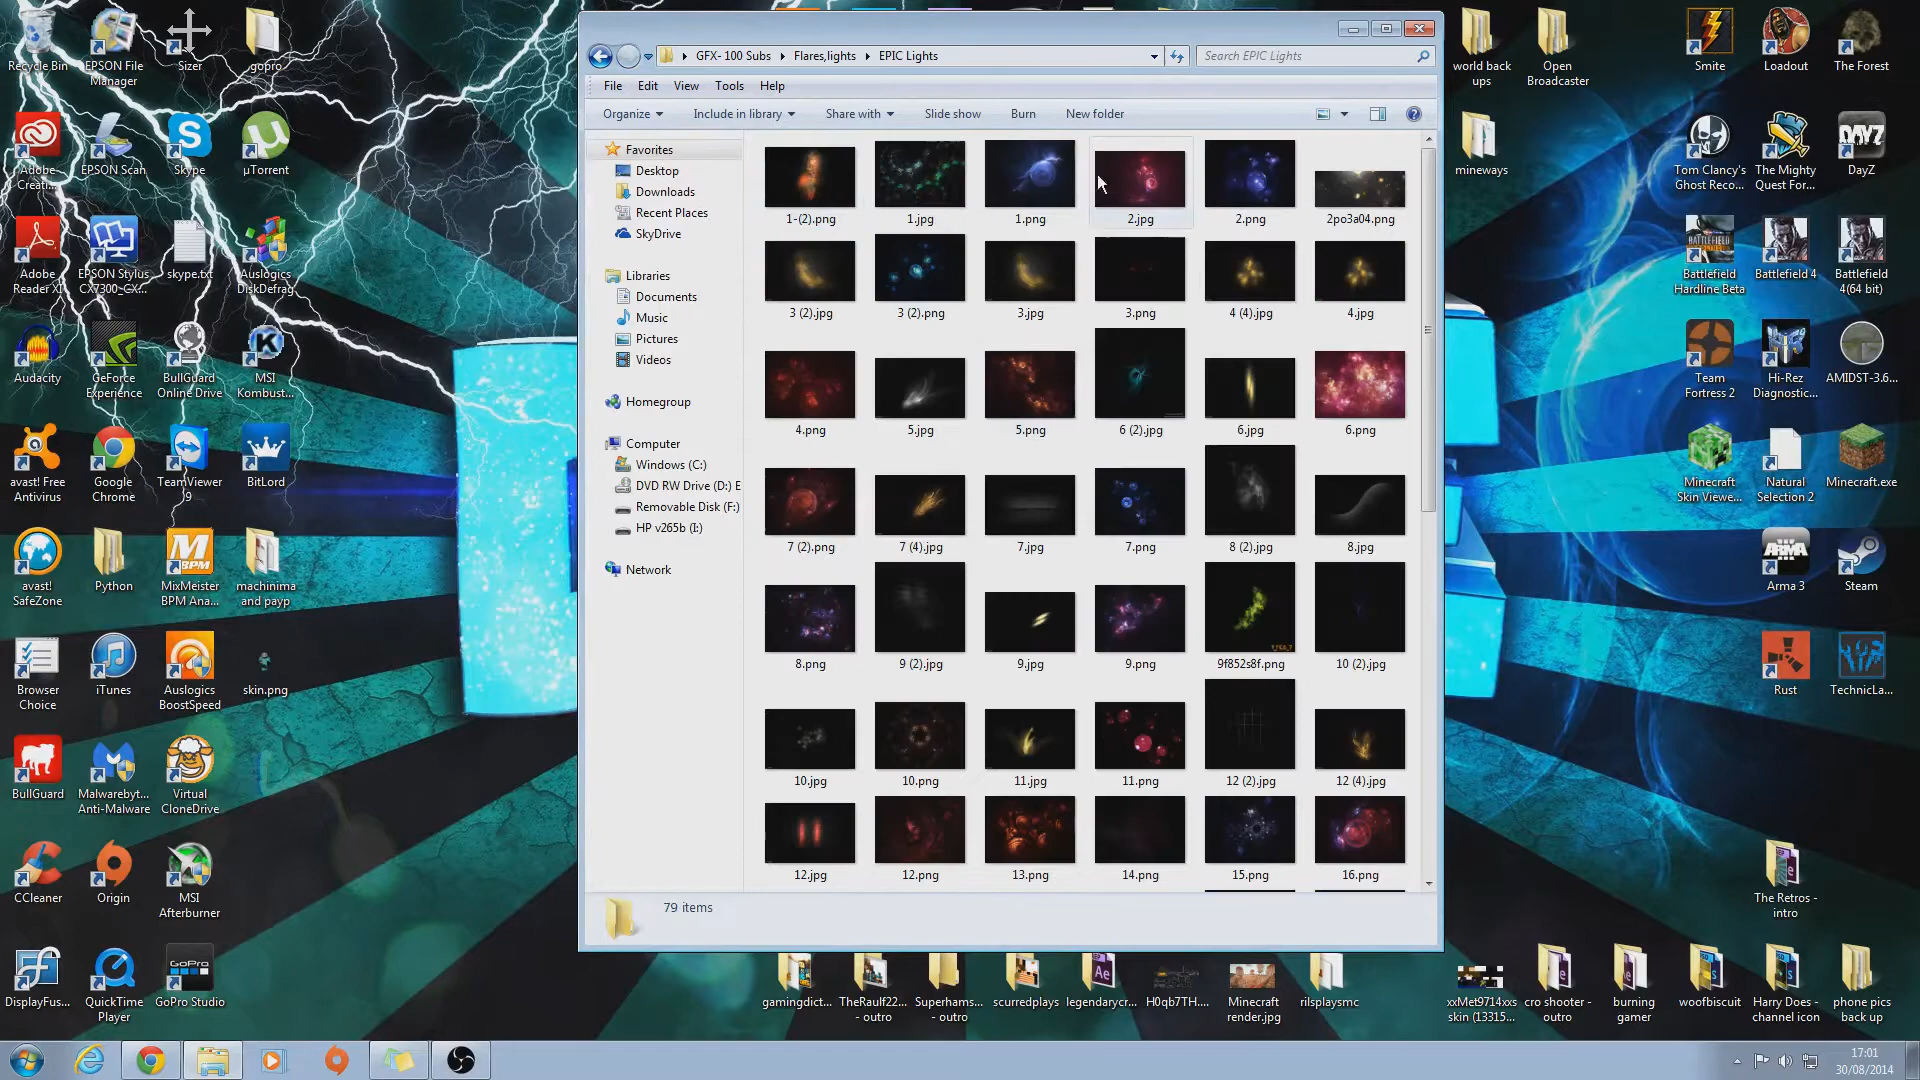 Recycle Bin
EPSON File
Manager
Sizer
gopro
Adobe
Creati...
EPSON Scan
Skype
µTorrent
Adobe
Reader XI
EPSON Stylus
CX7300_CX...
skype.txt
Auslogics
DiskDefrag
Audacity
GeForce
Experience
BullGuard
Online Drive
MSI
Kombust...
avast! Free
Antivirus
Google
Chrome
TeamViewer
9
BitLord
avast!
SafeZone
Python
MixMeister
BPM Ana...
machinima
and payp
Browser
Choice
iTunes
Auslogics
BoostSpeed
skin.png
BullGuard
Malwarebyt...
Anti-Malware
Virtual
CloneDrive
CCleaner
Origin
MSI
Afterburner
DisplayFus...
QuickTime
Player
GoPro Studio
GFX- 100 Subs
Flares,lights
EPIC Lights
Search EPIC Lights
File Edit View Tools Help
Organize Include in library Share with Slide show Burn New folder
Favorites
Desktop
Downloads
Recent Places
SkyDrive
Libraries
Documents
Music
Pictures
Videos
Homegroup
Computer
Windows (C:)
DVD RW Drive (D:) E
Removable Disk (F:)
HP v265b (I:)
Network
1-(2).png 1.jpg 1.png 2.jpg 2.png 2po3a04.png
3 (2).jpg 3 (2).png 3.jpg 3.png 4 (4).jpg 4.jpg
4.png 5.jpg 5.png 6 (2).jpg 6.jpg 6.png
7 (2).png 7 (4).jpg 7.jpg 7.png 8 (2).jpg 8.jpg
8.png 9 (2).jpg 9.jpg 9.png 9f852s8f.png 10 (2).jpg
10.jpg 10.png 11.jpg 11.png 12 (2).jpg 12 (4).jpg
12.jpg 12.png 13.png 14.png 15.png 16.png
79 items
world back
ups
Open
Broadcaster
Smite
Loadout
The Forest
mineways
Tom Clancy's
Ghost Reco...
The Mighty
Quest For...
DAYZ
DayZ
Battlefield
Hardline Beta
Battlefield 4
Battlefield
4(64 bit)
Team
Fortress 2
Hi-Rez
Diagnostic...
AMIDST-3.6...
Minecraft
Skin Viewe...
Natural
Selection 2
Minecraft.exe
ARMA
Arma 3
Steam
Rust
TechnicLa...
The Retros -
intro
gamingdict...
TheRaulf22...
- outro
Superhams...
- outro
scurredplays
legendarycr...
H0qb7TH....
Minecraft
render.jpg
rilsplaysmc
xxMet9714xxs
skin (13315...
cro shooter -
outro
burning
gamer
woofbiscuit
Harry Does -
channel icon
phone pics
back up
17:01
30/08/2014